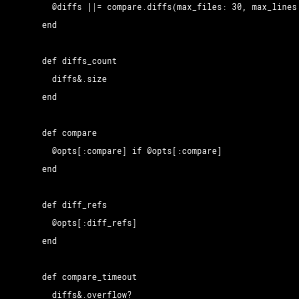 @diffs ||= compare.diffs(max_files: 30, max_lines
end
def diffs_count
diffs&.size
end
def compare
@opts[:compare] if @opts[:compare]
end
def diff_refs
@opts[:diff_refs]
end
def compare_timeout
diffs&.overflow?